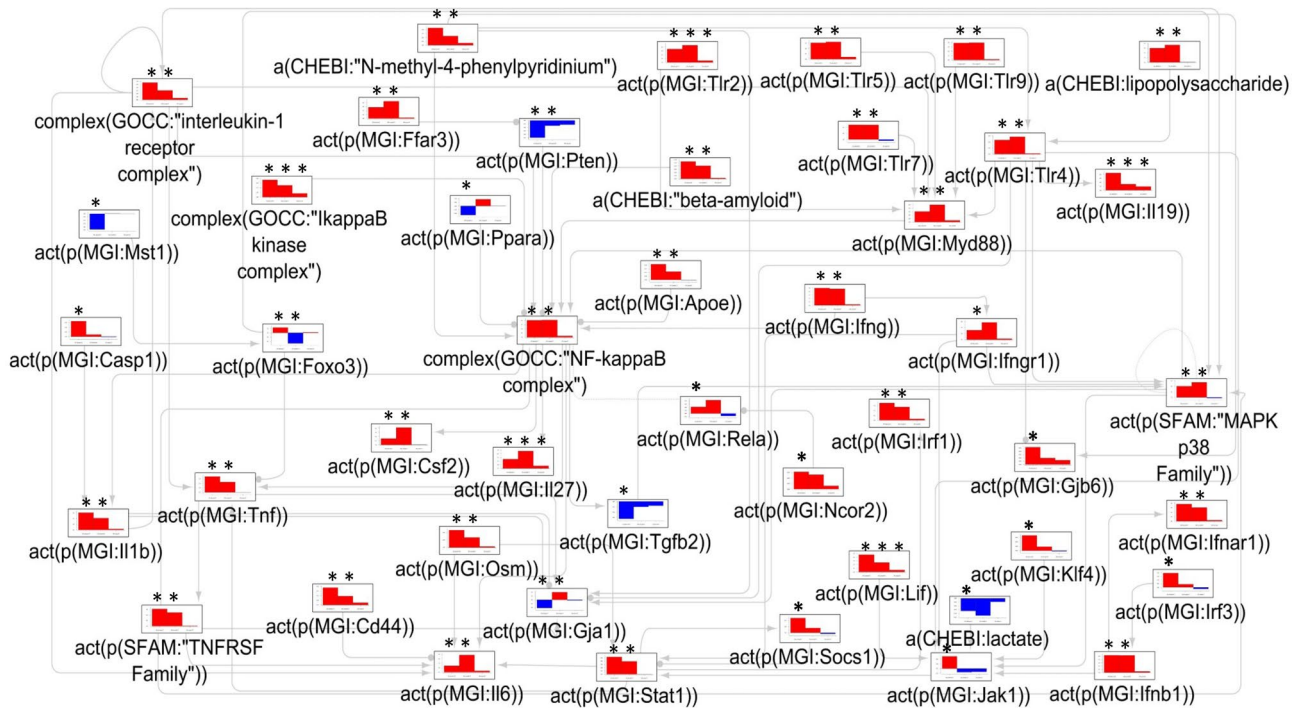 * *
a(CHEBI:"N-methyl-4-phenylpyridinium")
* * *
act(p(MGI:Tlr2))
* *
act(p(MGI:Tlr5))
* *
act(p(MGI:Tlr9))
* *
a(CHEBI:lipopolysaccharide)
* *
complex(GOCC:"interleukin-1
receptor
complex")
* *
act(p(MGI:Ffar3))
* *
act(p(MGI:Pten))
* *
act(p(MGI:Tlr7))
* *
act(p(MGI:Tlr4))
* * *
complex(GOCC:"IkappaB
kinase
complex")
* *
a(CHEBI:"beta-amyloid")
* * *
act(p(MGI:Il19))
*
act(p(MGI:Mst1))
*
act(p(MGI:Ppara))
* *
act(p(MGI:Myd88))
* *
act(p(MGI:Apoe))
* *
act(p(MGI:Ifng))
*
act(p(MGI:Casp1))
* *
act(p(MGI:Foxo3))
* *
complex(GOCC:"NF-kappaB
complex")
*
act(p(MGI:Ifngr1))
* *
act(p(SFAM:"MAPK
p38
Family"))
*
act(p(MGI:Rela))
* *
act(p(MGI:Irf1))
* *
act(p(MGI:Csf2))
* * *
act(p(MGI:Il27))
*
act(p(MGI:Gjb6))
* *
act(p(MGI:Tnf))
*
act(p(MGI:Ncor2))
* *
act(p(MGI:Il1b))
*
act(p(MGI:Tgfb2))
* *
act(p(MGI:Ifnar1))
* *
act(p(MGI:Osm))
*
act(p(MGI:Klf4))
* * *
act(p(MGI:Lif))
*
act(p(MGI:Irf3))
* *
act(p(SFAM:"TNFRSF
Family"))
* *
act(p(MGI:Cd44))
* *
act(p(MGI:Gja1))
*
act(p(MGI:Socs1))
a(CHEBI:lactate)
* *
act(p(MGI:Il6))
* *
act(p(MGI:Stat1))
*
act(p(MGI:Jak1))
* *
act(p(MGI:Ifnb1))